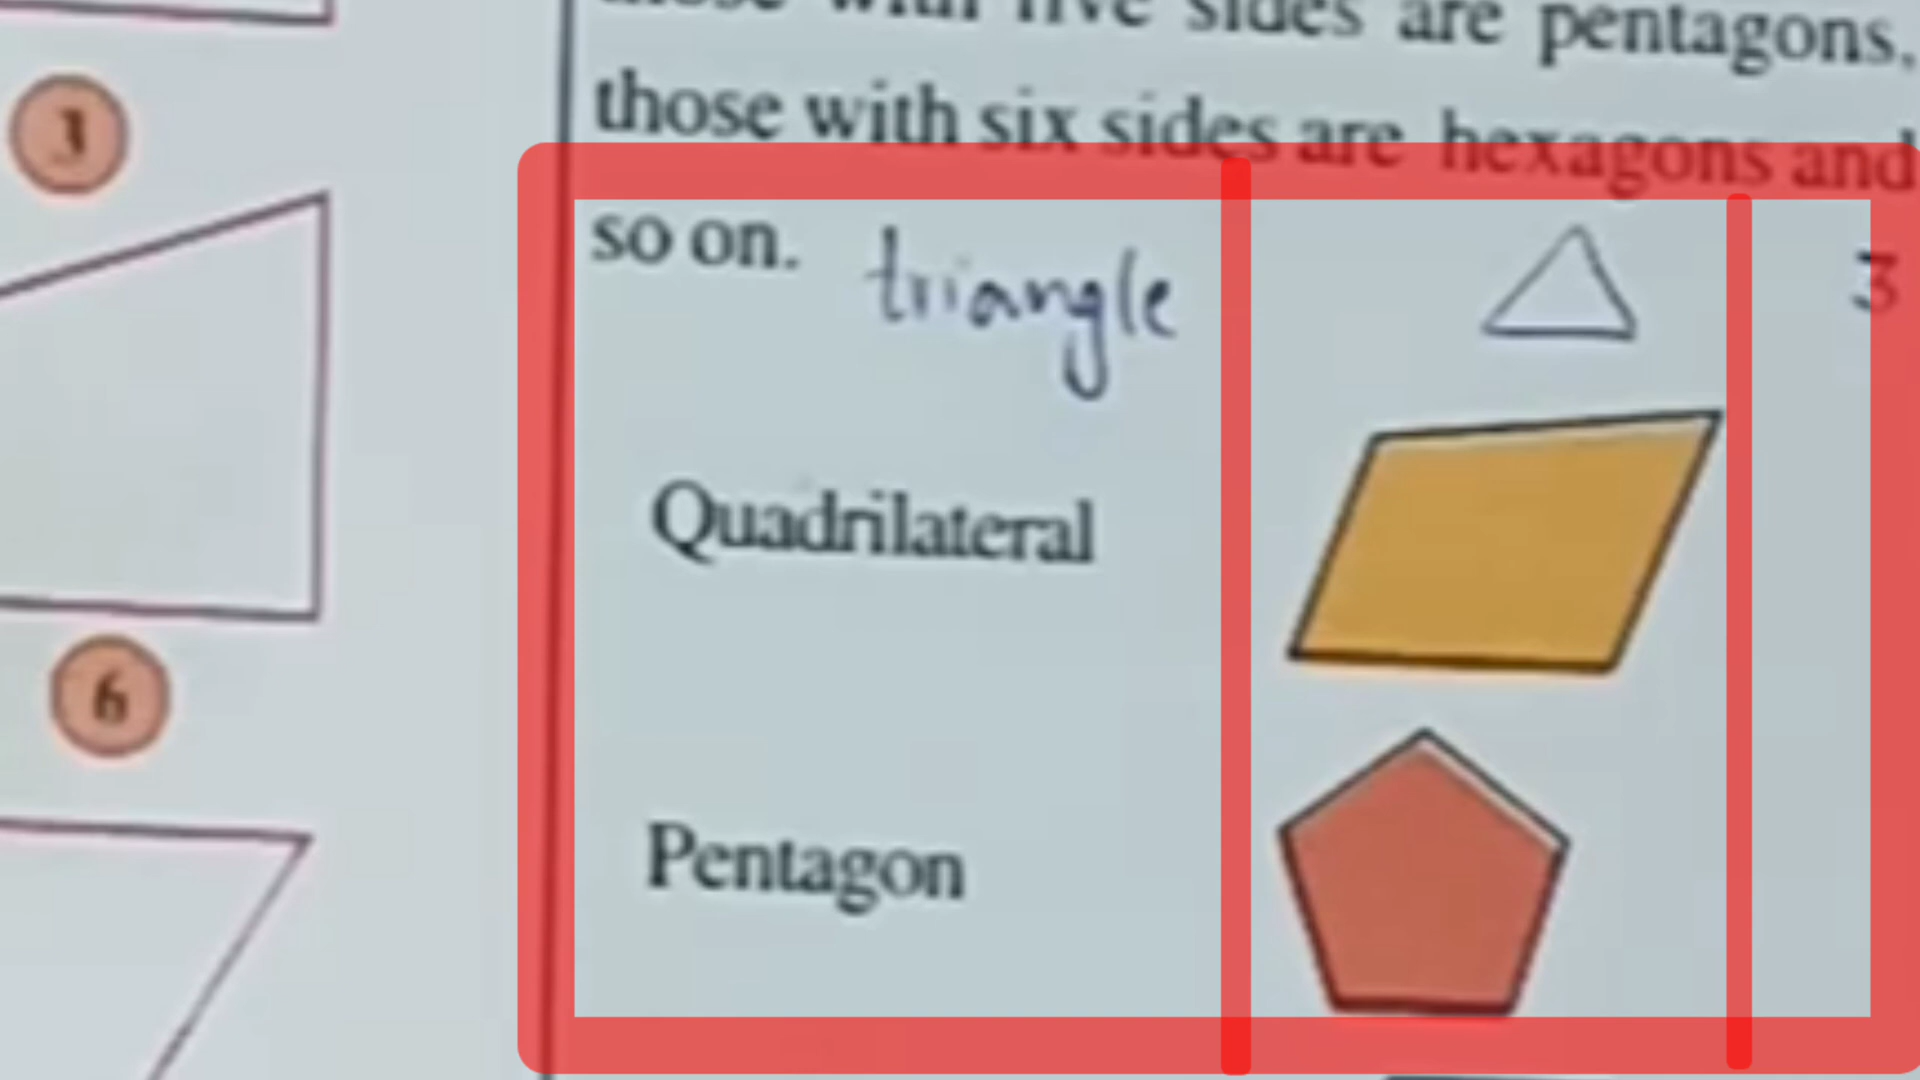 those with five sides are pentagons,
3
those with six sides are hexagons and
so on. triangle 3
Quadrilateral
6
Pentagon